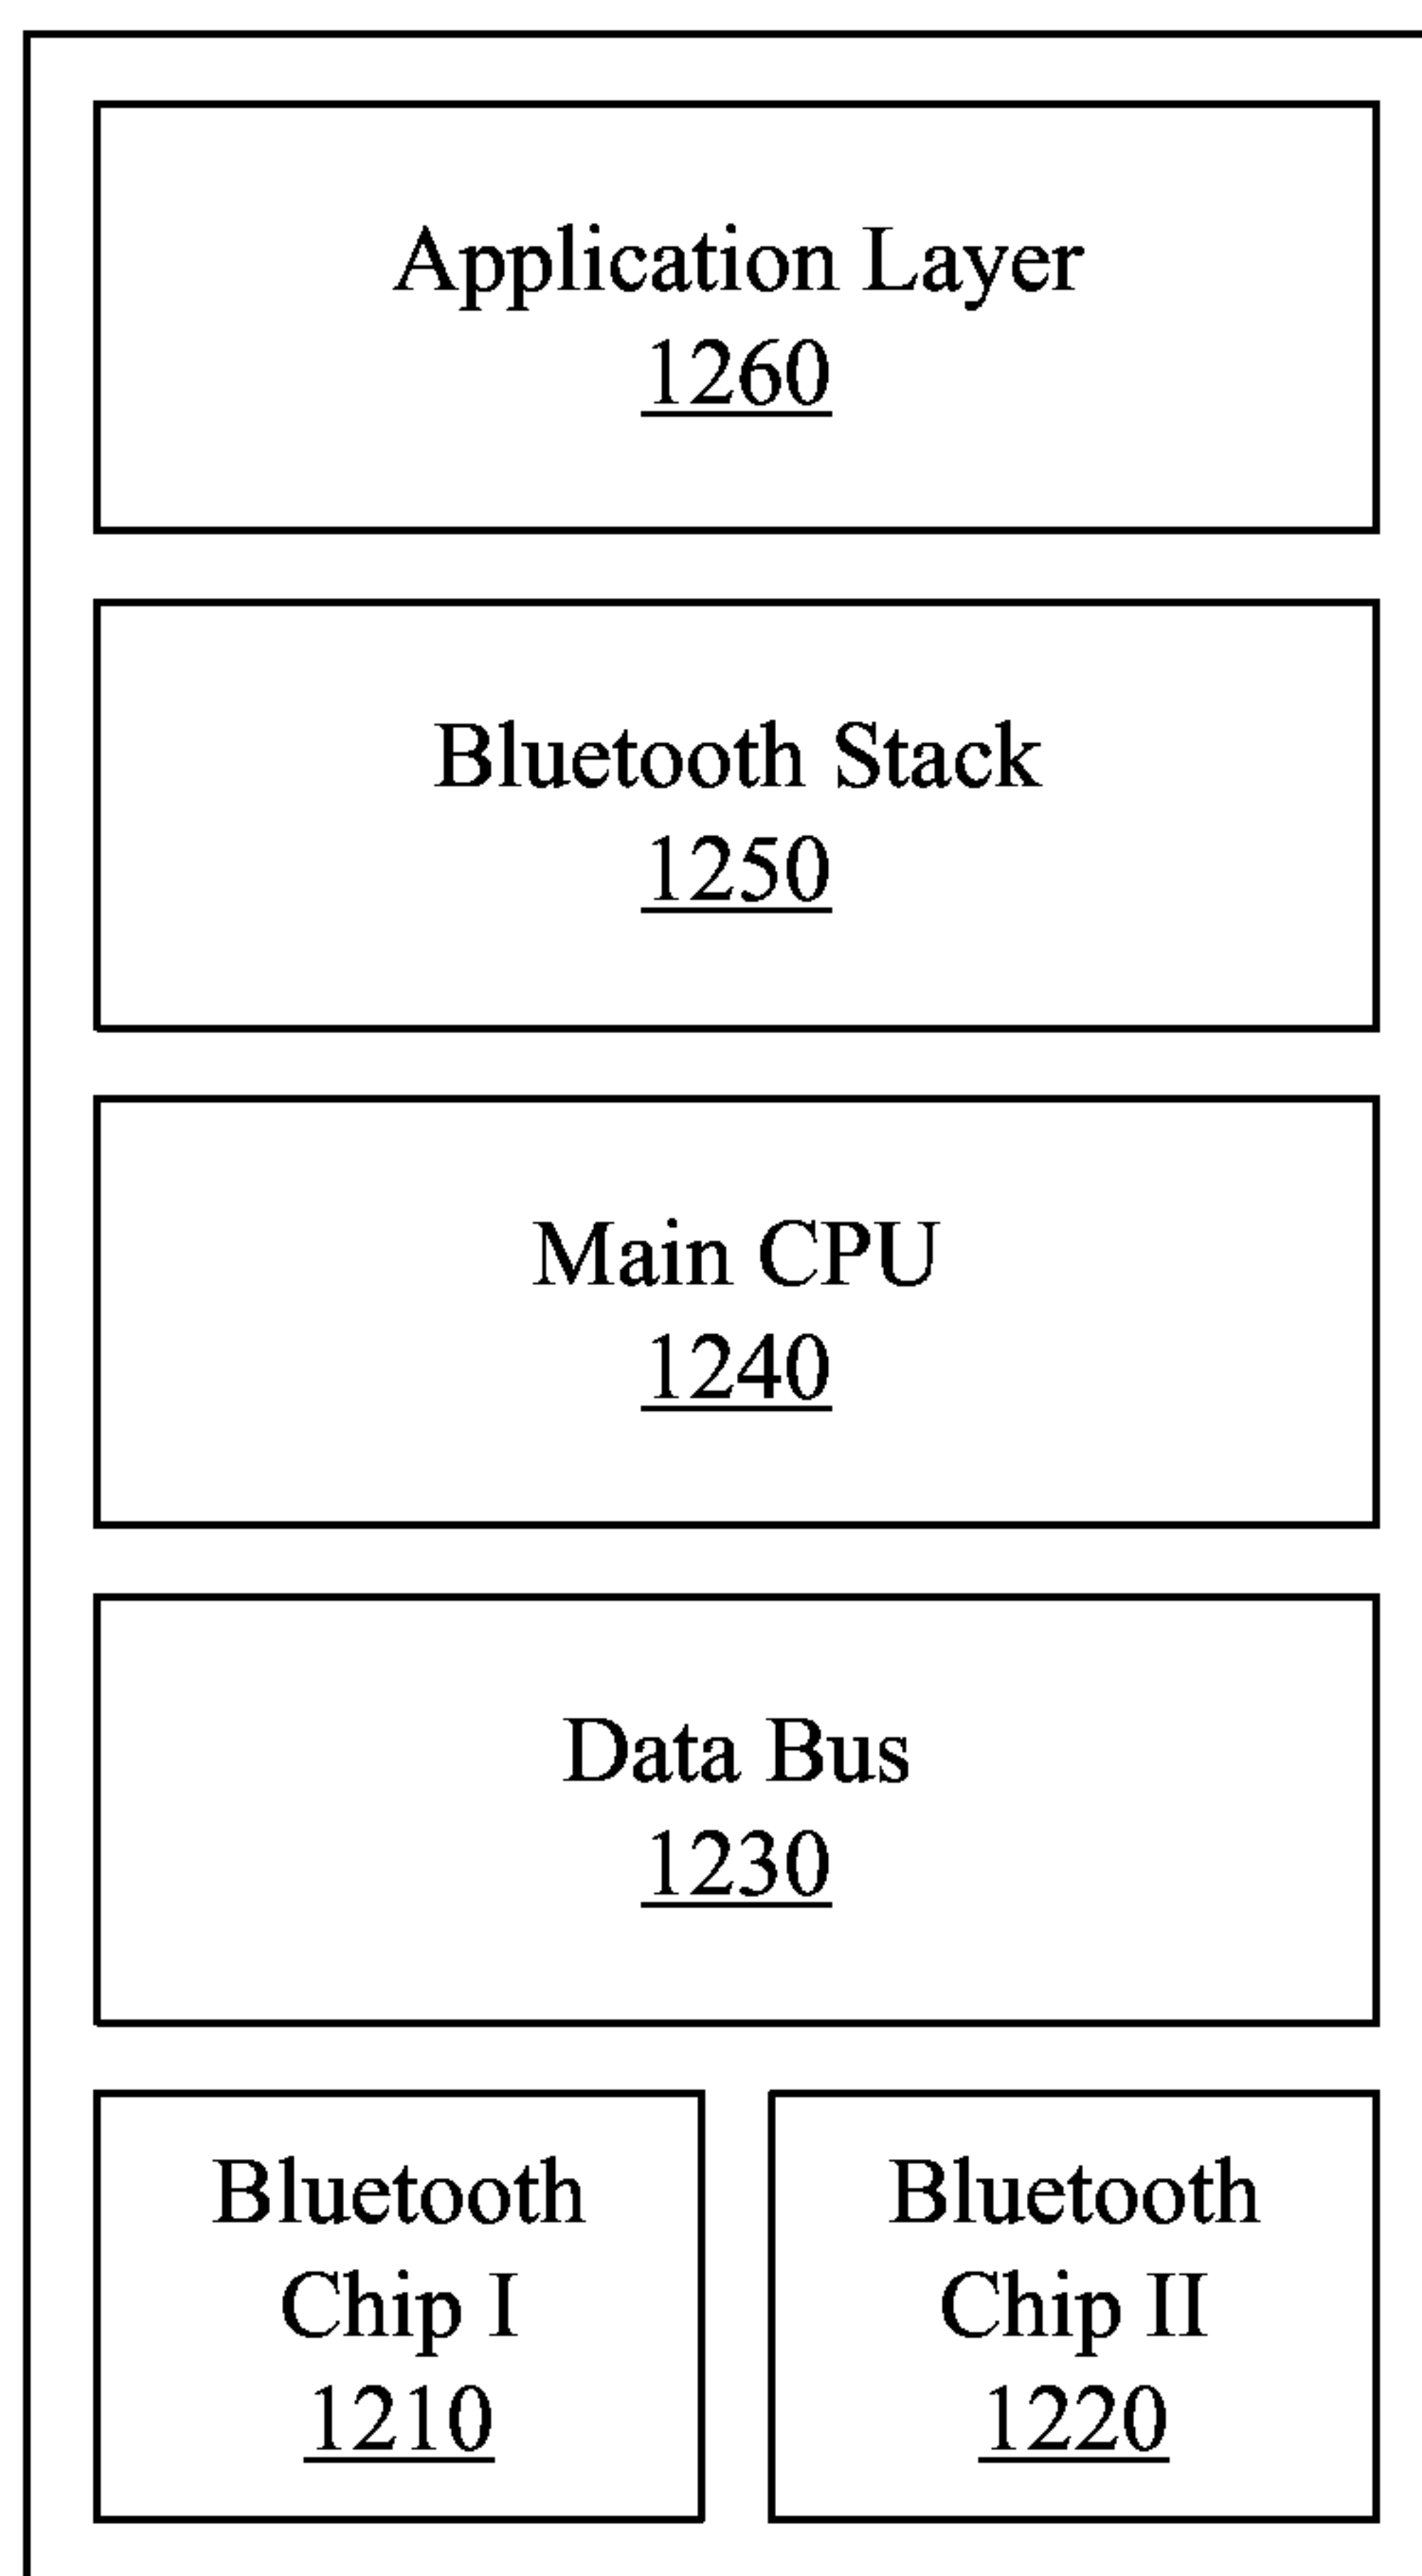 Application Layer
1260
Bluetooth Stack
1250
Main CPU
1240
Data Bus
1230
Bluetooth
Chip I
1210
Bluetooth
Chip II
1220